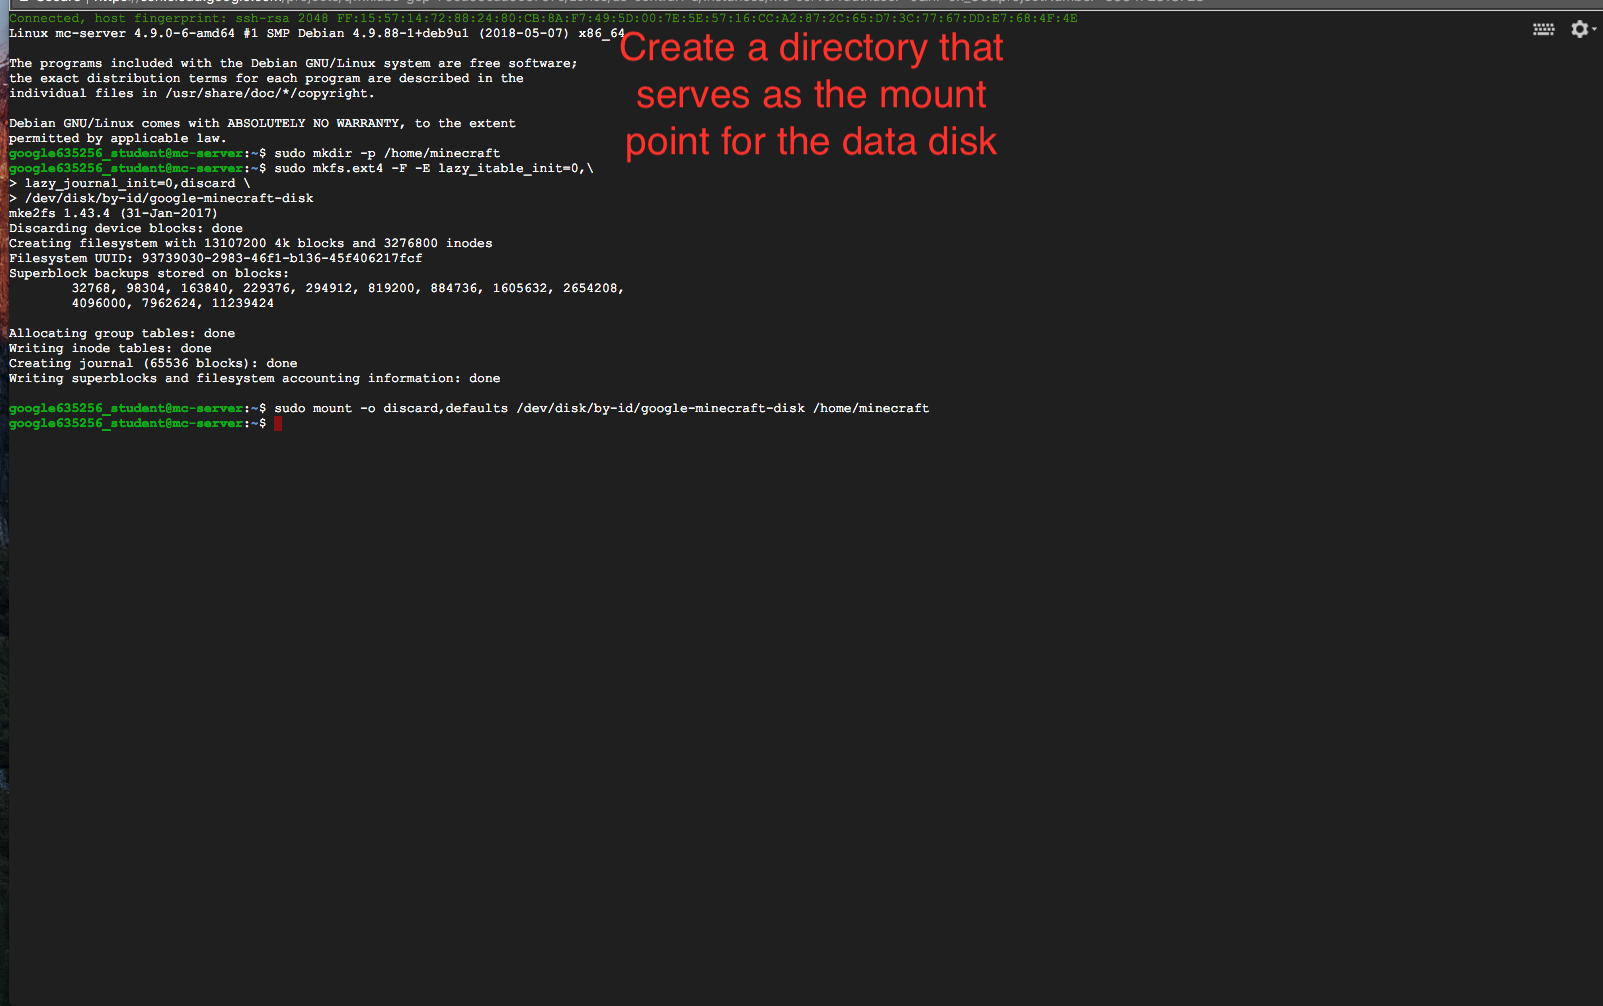 Connected, host fingerprint: ssh-rsa 2048 FF:15:57:14:72:88:24:80:CB:8A:F7:49:5D:00:7E:5E:57:16:CC:A2:87:2C:65:D7:3C:77:67:DD:E7:68:4F:4E
Linux mc-server 4.9.0-6-amd64 #1 SMP Debian 4.9.88-1+deb9u1 (2018-05-07) x86_64
Create a directory that
serves as the mount
point for the data disk
The programs included with the Debian GNU/Linux system are free software;
the exact distribution terms for each program are described in the
individual files in /usr/share/doc/*/copyright.
Debian GNU/Linux comes with ABSOLUTELY NO WARRANTY, to the extent
permitted by applicable law.
google635256_student@mc-server:~$ sudo mkdir -p /home/minecraft
google635256_student@mc-server:~$ sudo mkfs.ext4 -F -E lazy_itable_init=0,\
> lazy_journal_init=0,discard \
> /dev/disk/by-id/google-minecraft-disk
mke2fs 1.43.4 (31-Jan-2017)
Discarding device blocks: done
Creating filesystem with 13107200 4k blocks and 3276800 inodes
Filesystem UUID: 93739030-2983-46f1-b136-45f406217fcf
Superblock backups stored on blocks:
32768, 98304, 163840, 229376, 294912, 819200, 884736, 1605632, 2654208,
4096000, 7962624, 11239424
Allocating group tables: done
Writing inode tables: done
Creating journal (65536 blocks): done
Writing superblocks and filesystem accounting information: done
google635256_student@mc-server:~$ sudo mount -o discard,defaults /dev/disk/by-id/google-minecraft-disk /home/minecraft
google635256_student@mc-server:~$